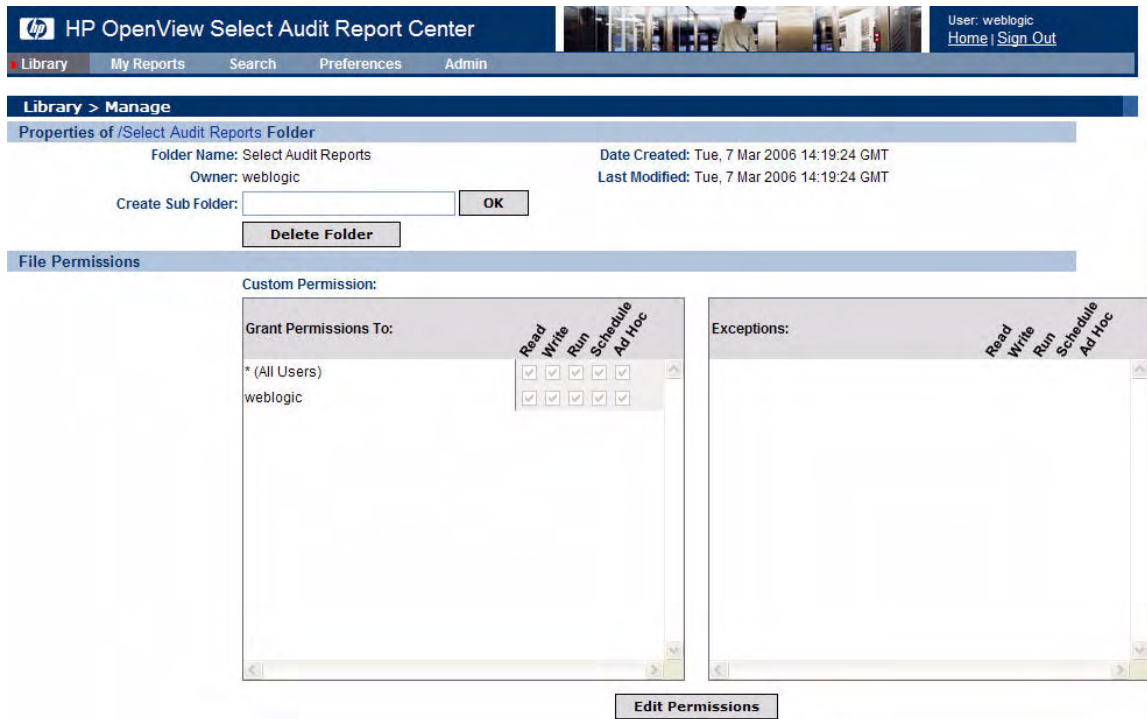 hp HP OpenView Select Audit Report Center
User: weblogic
Home | Sign Out
Library My Reports Search Preferences Admin
Library > Manage
Properties of /Select Audit Reports Folder
Folder Name: Select Audit Reports Date Created: Tue, 7 Mar 2006 14:19:24 GMT
Owner: weblogic Last Modified: Tue, 7 Mar 2006 14:19:24 GMT
Create Sub Folder: OK
Delete Folder
File Permissions
Custom Permission:
Grant Permissions To: Read Write Run Schedule Ad Hoc
* (All Users)
weblogic
Exceptions: Read Write Run Schedule Ad Hoc
Edit Permissions